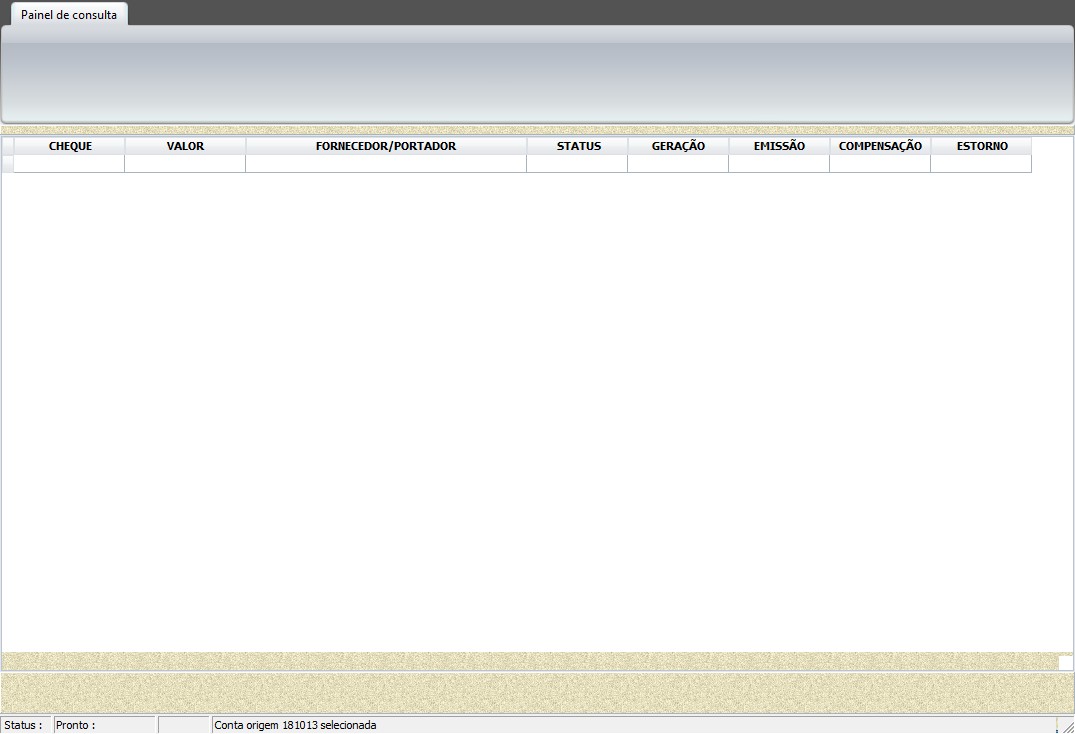 Painel de consulta
CHEQUE VALOR FORNECEDOR/PORTADOR STATUS GERAÇÃO EMISSÃO COMPENSAÇÃO ESTORNO
Status : Pronto : Conta origem 181013 selecionada